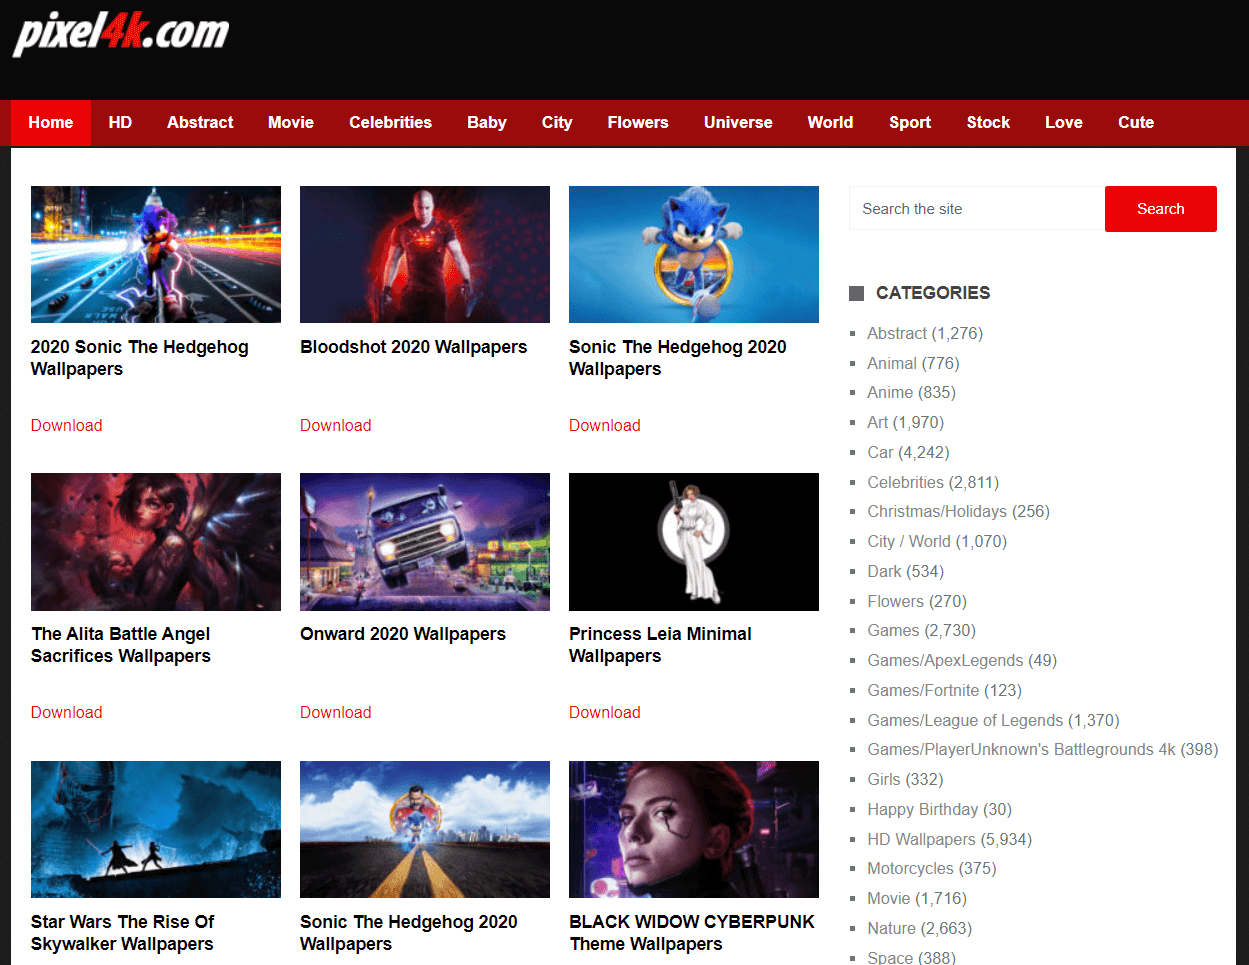 pixel4k.com
Home HD Abstract Movie Celebrities Baby City Flowers Universe World Sport Stock Love Cute
2020 Sonic The Hedgehog
Wallpapers
Download
Bloodshot 2020 Wallpapers
Download
Sonic The Hedgehog 2020
Wallpapers
Download
The Alita Battle Angel
Sacrifices Wallpapers
Download
Onward 2020 Wallpapers
Download
Princess Leia Minimal
Wallpapers
Download
Star Wars The Rise Of
Skywalker Wallpapers
Sonic The Hedgehog 2020
Wallpapers
BLACK WIDOW CYBERPUNK
Theme Wallpapers
Search the site
Search
CATEGORIES
Abstract (1,276)
Animal (776)
Anime (835)
Art (1,970)
Car (4,242)
Celebrities (2,811)
Christmas/Holidays (256)
City / World (1,070)
Dark (534)
Flowers (270)
Games (2,730)
Games/ApexLegends (49)
Games/Fortnite (123)
Games/League of Legends (1,370)
Games/PlayerUnknown's Battlegrounds 4k (398)
Girls (332)
Happy Birthday (30)
HD Wallpapers (5,934)
Motorcycles (375)
Movie (1,716)
Nature (2,663)
Space (388)